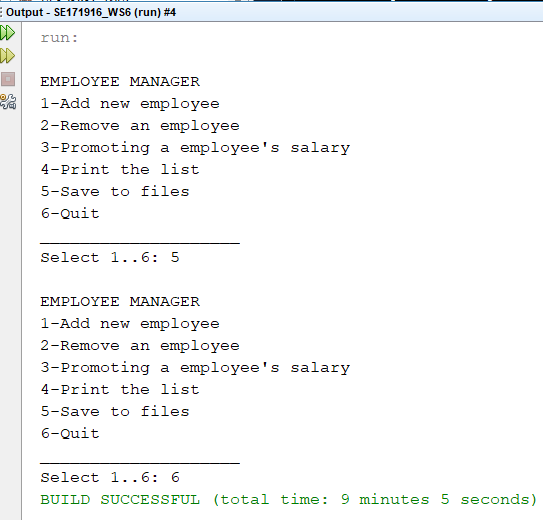 Output - SE171916_WS6 (run) #4
run:
EMPLOYEE MANAGER
1-Add new employee
2-Remove an employee
3-Promoting a employee's salary
4-Print the list
5-Save to files
6-Quit
____________________
Select 1..6: 5
EMPLOYEE MANAGER
1-Add new employee
2-Remove an employee
3-Promoting a employee's salary
4-Print the list
5-Save to files
6-Quit
____________________
Select 1..6: 6
BUILD SUCCESSFUL (total time: 9 minutes 5 seconds)